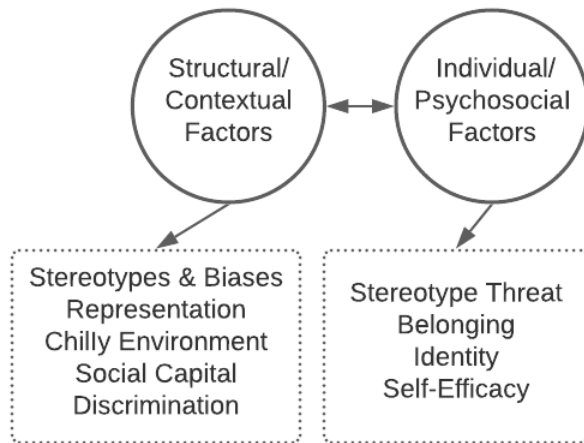 Structural/
Contextual
Factors
Individual/
Psychosocial
Factors
Stereotypes & Biases
Representation
Chilly Environment
Social Capital
Discrimination
Stereotype Threat
Belonging
Identity
Self-Efficacy